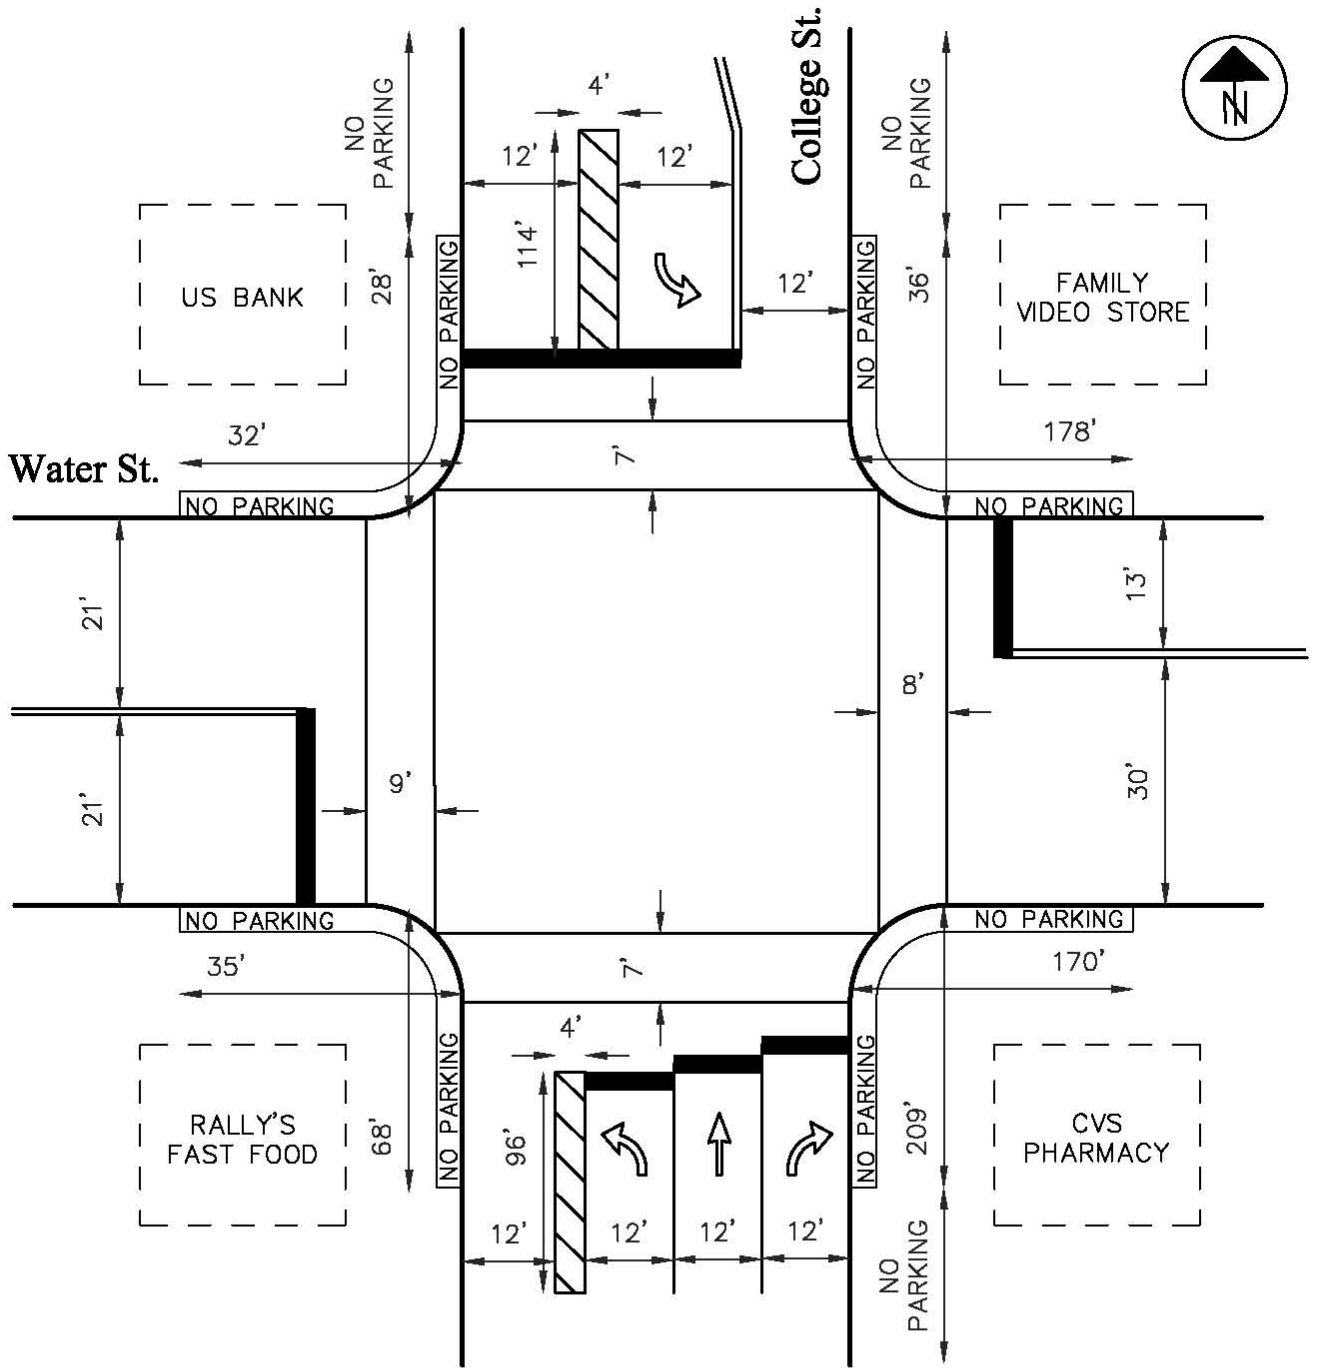 College St.
N
NO
PARKING
NO
PARKING
4'
12'
12'
114'
NO PARKING
28'
US BANK
12'
NO PARKING
36'
FAMILY
VIDEO STORE
32'
7'
178'
Water St.
NO PARKING
NO PARKING
21'
13'
8'
21'
9'
30'
NO PARKING
NO PARKING
35'
7'
170'
4'
NO PARKING
68'
RALLY'S
FAST FOOD
96'
NO PARKING
209'
CVS
PHARMACY
12'
12'
12'
12'
NO
PARKING